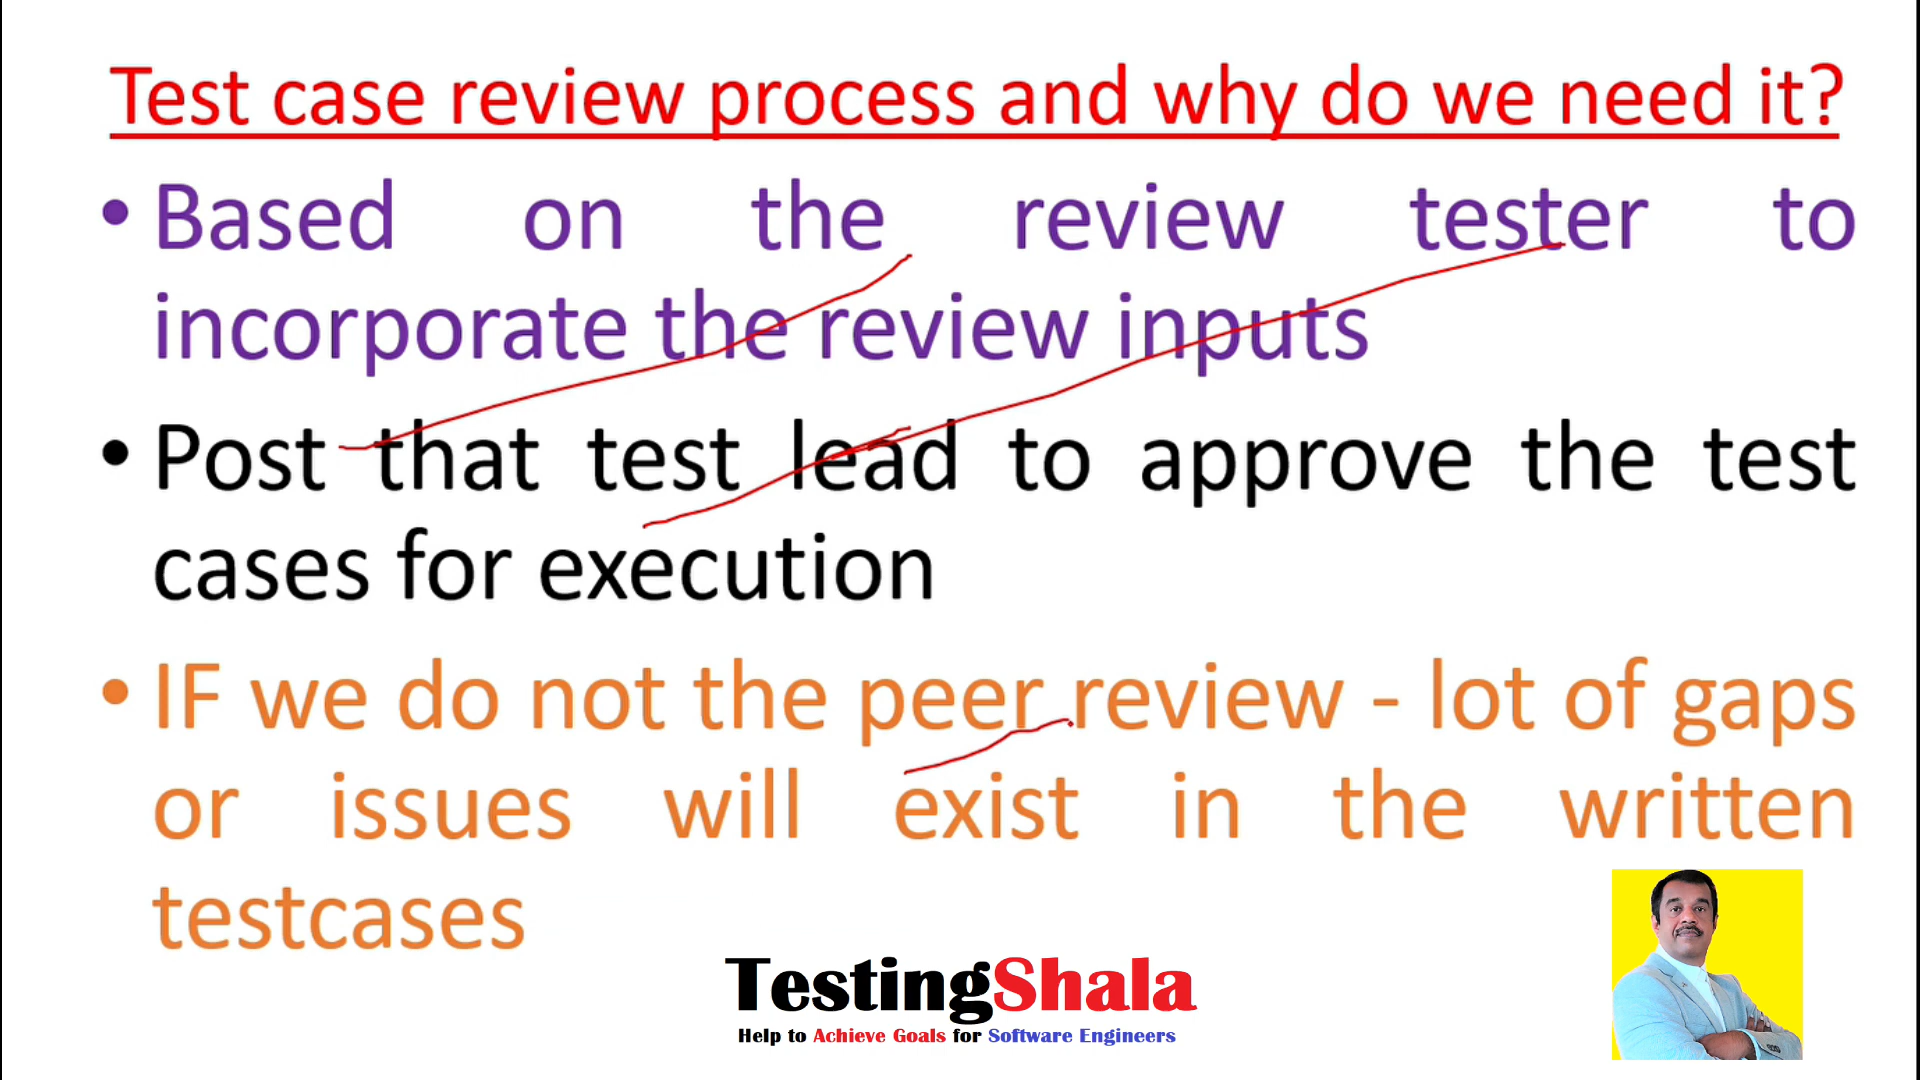 Test case review process and why do we need it?
• Based on the review tester to
incorporate the review inputs
• Post that test lead to approve the test
cases for execution
• IF we do not the peer review - lot of gaps
or issues will exist in the written
testcases
TestingShala
Help to Achieve Goals for Software Engineers